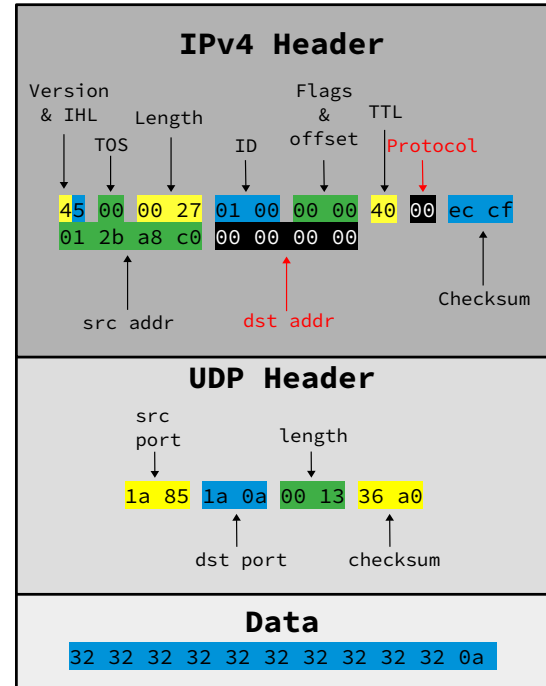 IPv4 Header
Version & IHL
TOS
Length
ID
Flags & offset
TTL
Protocol
45 00 00 27 01 00 00 00 40 00 ec cf
01 2b a8 c0 00 00 00 00
src addr
dst addr
Checksum
UDP Header
src port
length
1a 85 1a 0a 00 13 36 a0
dst port
checksum
Data
32 32 32 32 32 32 32 32 32 32 0a